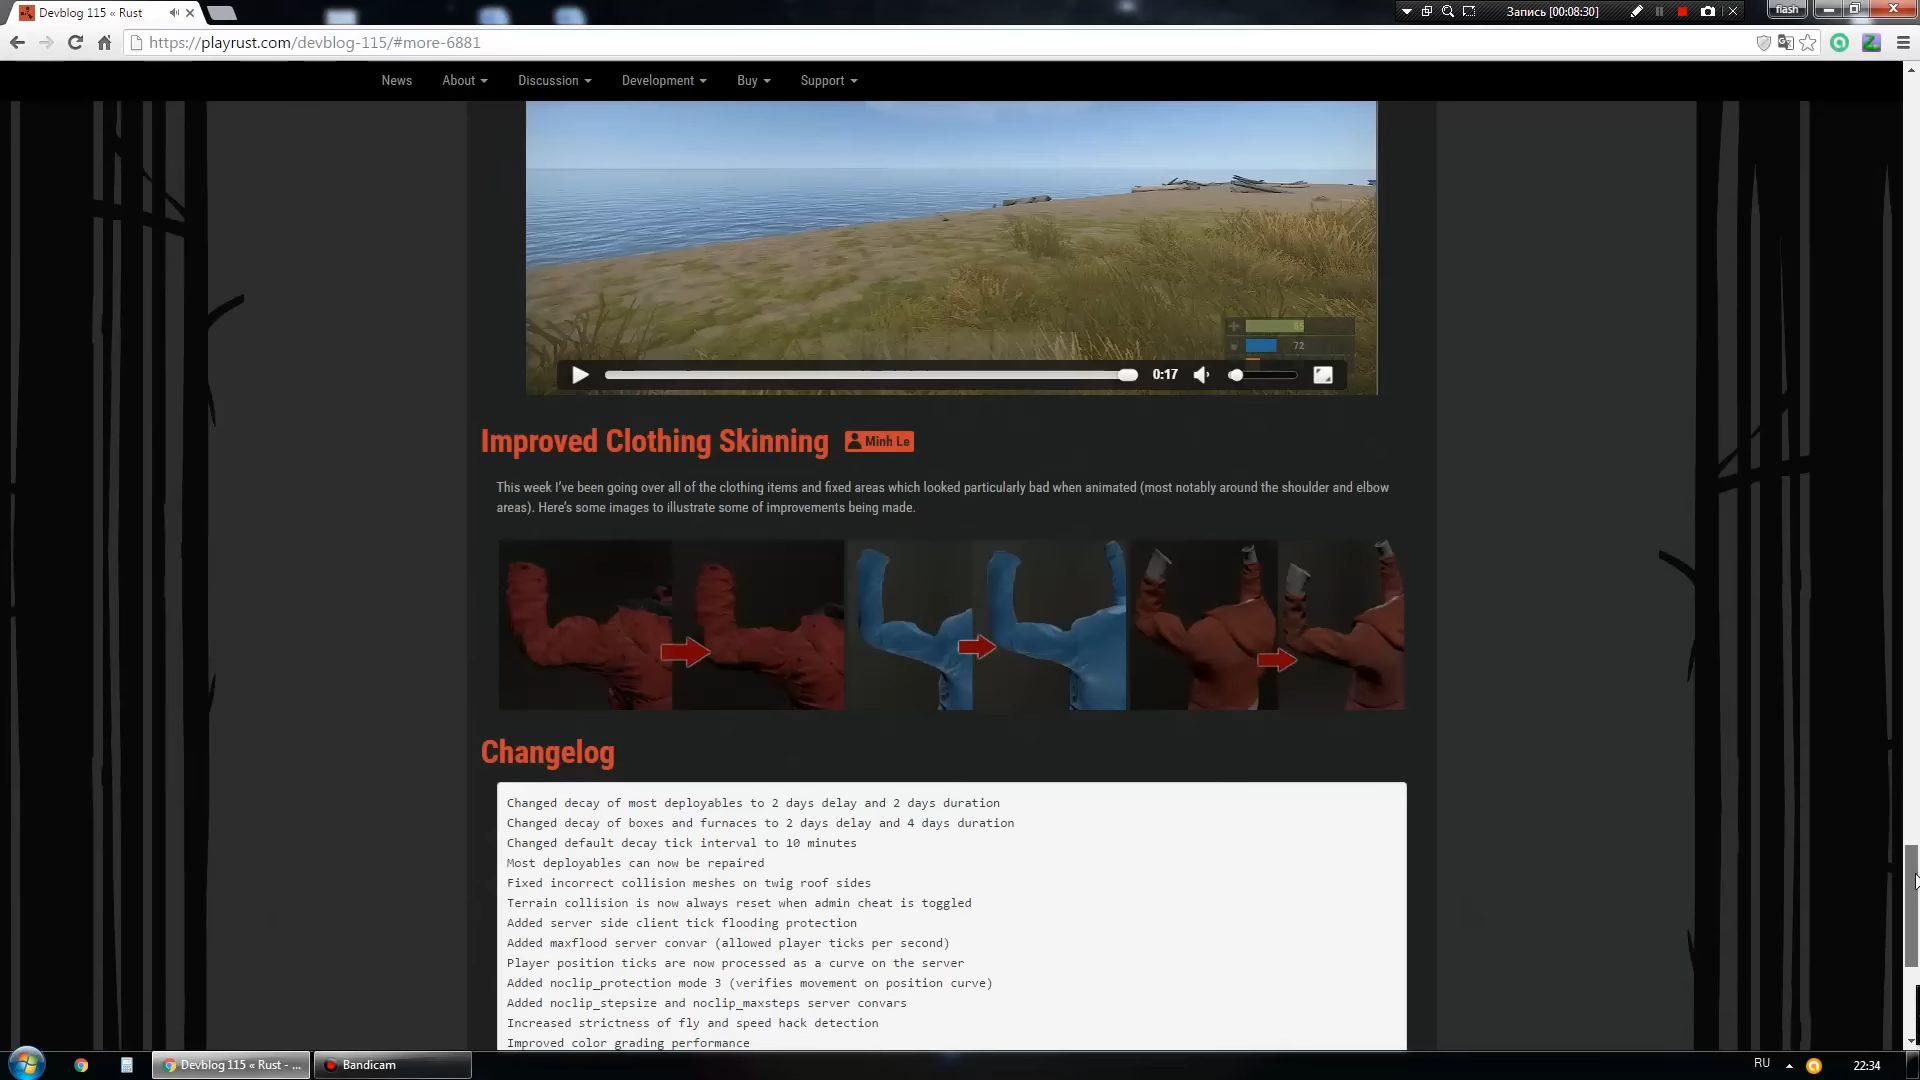 Devblog 115 « Rust
Запись [00:08:30]
flash
https://playrust.com/devblog-115/#more-6881
News About Discussion Development Buy Support
65
72
0:17
Improved Clothing Skinning
Minh Le
This week I've been going over all of the clothing items and fixed areas which looked particularly bad when animated (most notably around the shoulder and elbow
areas). Here's some images to illustrate some of improvements being made.
Changelog
Changed decay of most deployables to 2 days delay and 2 days duration
Changed decay of boxes and furnaces to 2 days delay and 4 days duration
Changed default decay tick interval to 10 minutes
Most deployables can now be repaired
Fixed incorrect collision meshes on twig roof sides
Terrain collision is now always reset when admin cheat is toggled
Added server side client tick flooding protection
Added maxflood server convar (allowed player ticks per second)
Player position ticks are now processed as a curve on the server
Added noclip_protection mode 3 (verifies movement on position curve)
Added noclip_stepsize and noclip_maxsteps server convars
Increased strictness of fly and speed hack detection
Improved color grading performance
Devblog 115 « Rust - ...
Bandicam
RU
22:34